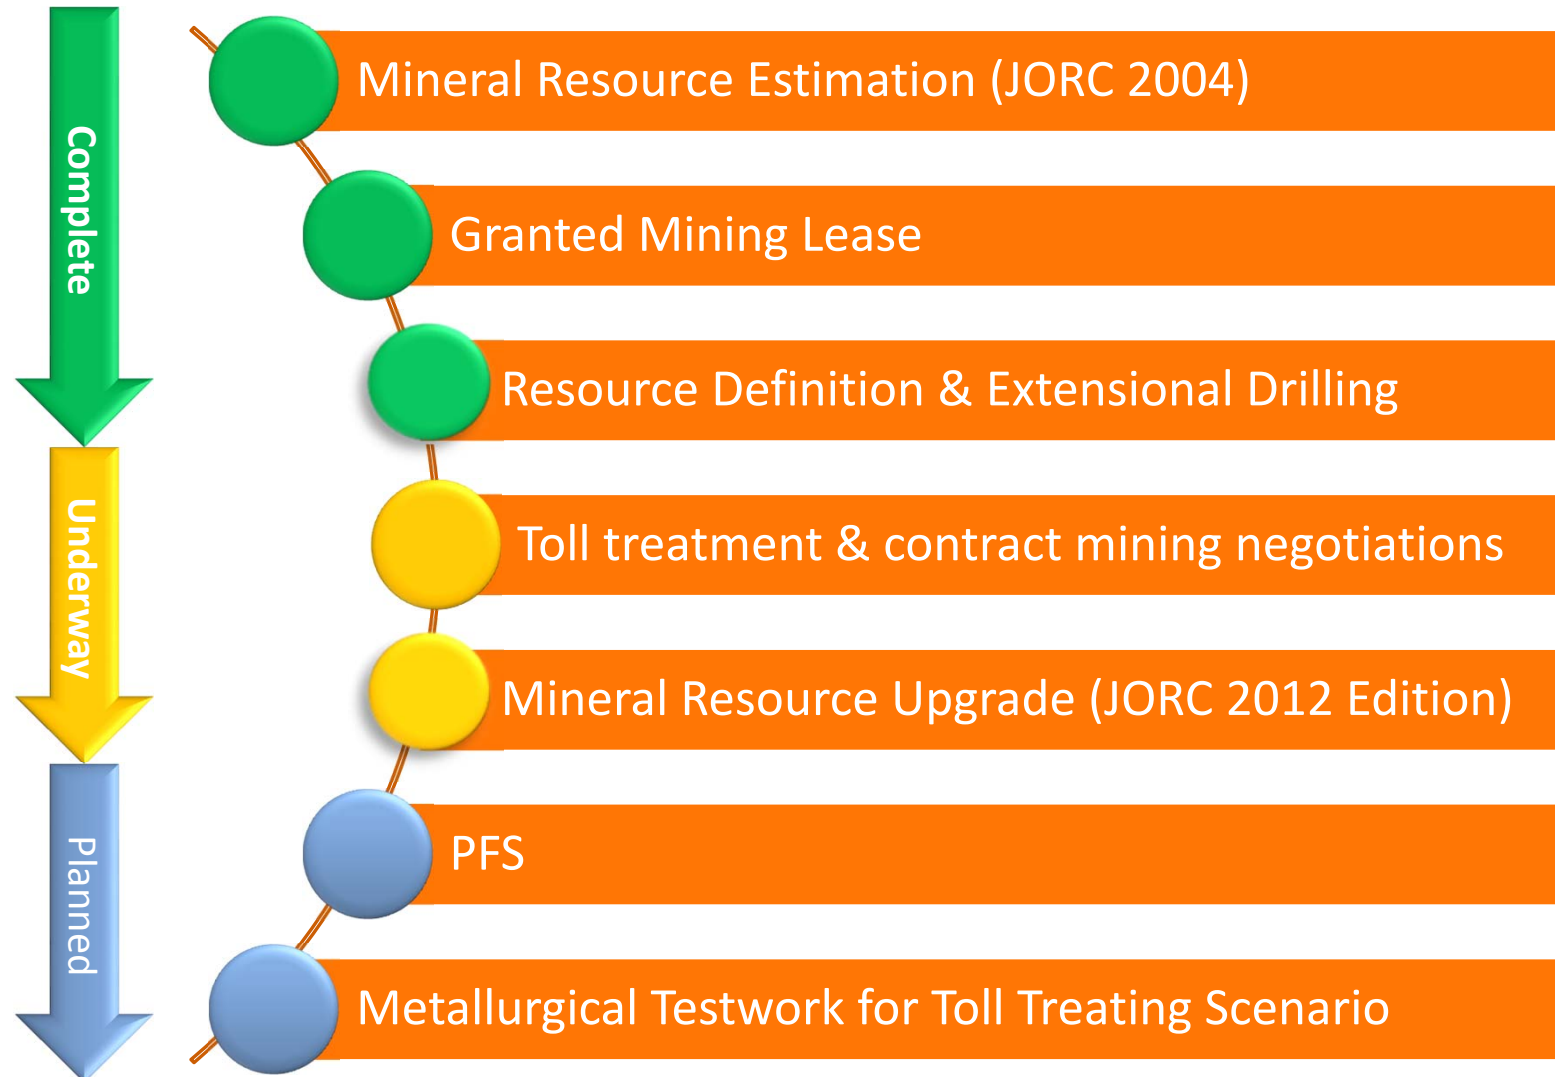 Complete
Underway
Planned
Mineral Resource Estimation (JORC 2004)
Granted Mining Lease
Resource Definition & Extensional Drilling
Toll treatment & contract mining negotiations
Mineral Resource Upgrade (JORC 2012 Edition)
PFS
Metallurgical Testwork for Toll Treating Scenario